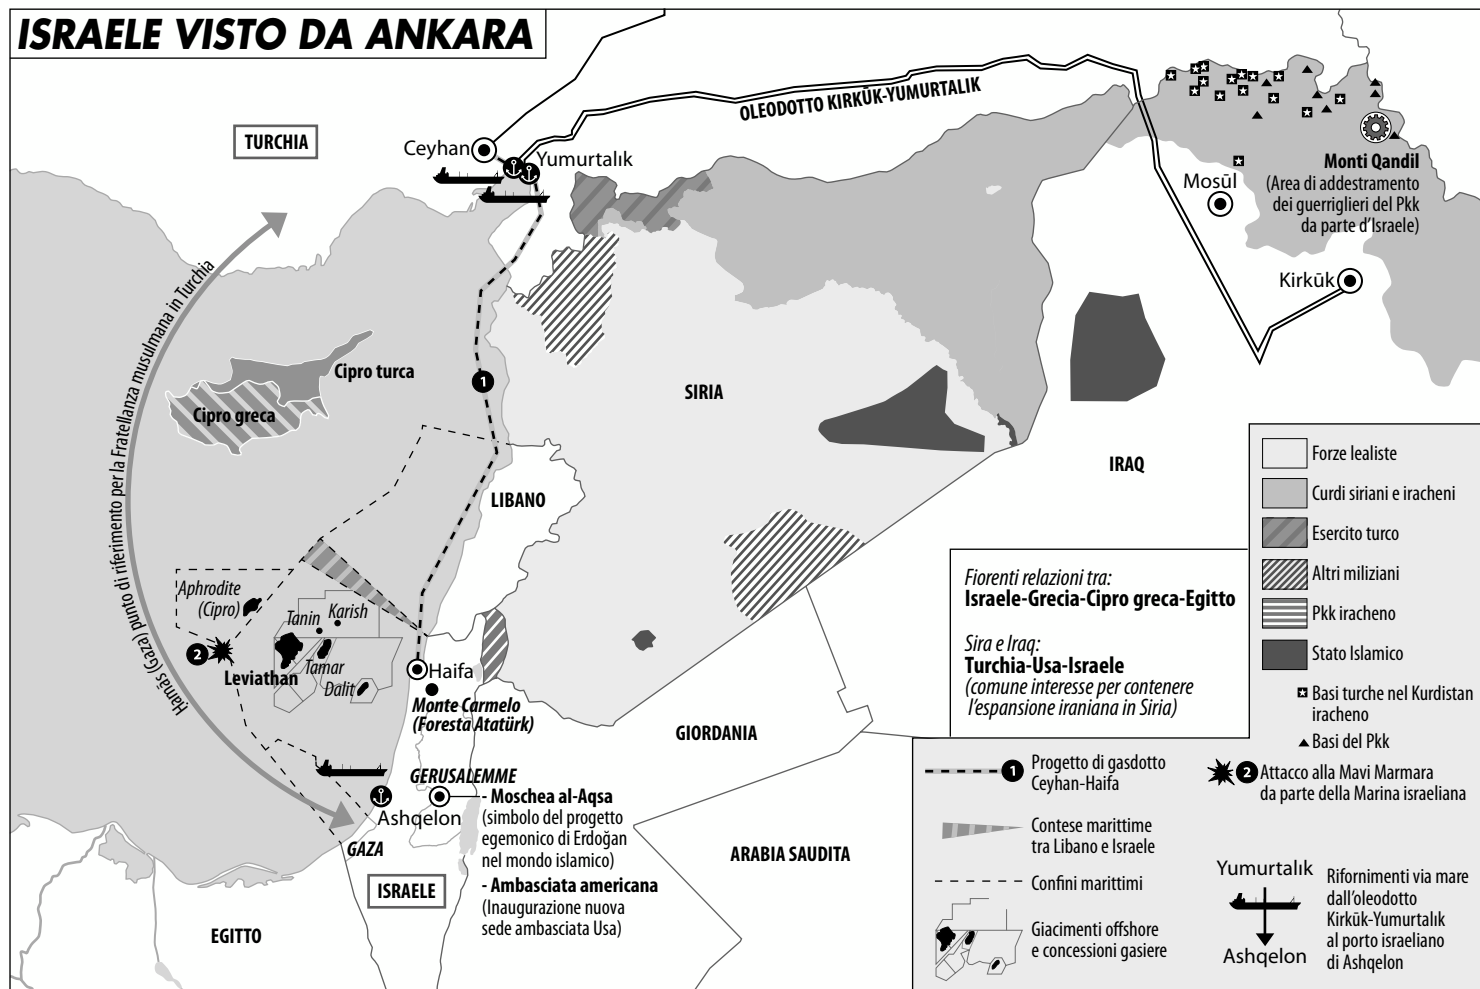 ISRAELE VISTO DA ANKARA
TURCHIA
Ceyhan
Yumurtalık
OLEODOTTO KIRKŪK-YUMURTALIK
Monti Qandil
(Area di addestramento
dei guerriglieri del Pkk
da parte d'Israele)
Mosūl
Kirkūk
Ḥamās (Gaza) punto di riferimento per la Fratellanza musulmana in Turchia
Cipro turca
Cipro greca
1
SIRIA
IRAQ
LIBANO
Aphrodite
(Cipro)
Tanin
Karish
2
Leviathan
Tamar
Dalit
Haifa
Monte Carmelo
(Foresta Atatürk)
GIORDANIA
GERUSALEMME
- Moschea al-Aqsa
(simbolo del progetto
egemonico di Erdoğan
nel mondo islamico)
- Ambasciata americana
(Inaugurazione nuova
sede ambasciata Usa)
Ashqelon
GAZA
ISRAELE
EGITTO
ARABIA SAUDITA
Fiorenti relazioni tra:
Israele-Grecia-Cipro greca-Egitto
Sira e Iraq:
Turchia-Usa-Israele
(comune interesse per contenere
l'espansione iraniana in Siria)
Forze lealiste
Curdi siriani e iracheni
Esercito turco
Altri miliziani
Pkk iracheno
Stato Islamico
Basi turche nel Kurdistan
iracheno
Basi del Pkk
1 Progetto di gasdotto
Ceyhan-Haifa
2 Attacco alla Mavi Marmara
da parte della Marina israeliana
Contese marittime
tra Libano e Israele
Confini marittimi
Giacimenti offshore
e concessioni gasiere
Yumurtalık
Ashqelon
Rifornimenti via mare
dall'oleodotto
Kirkūk-Yumurtalık
al porto israeliano
di Ashqelon